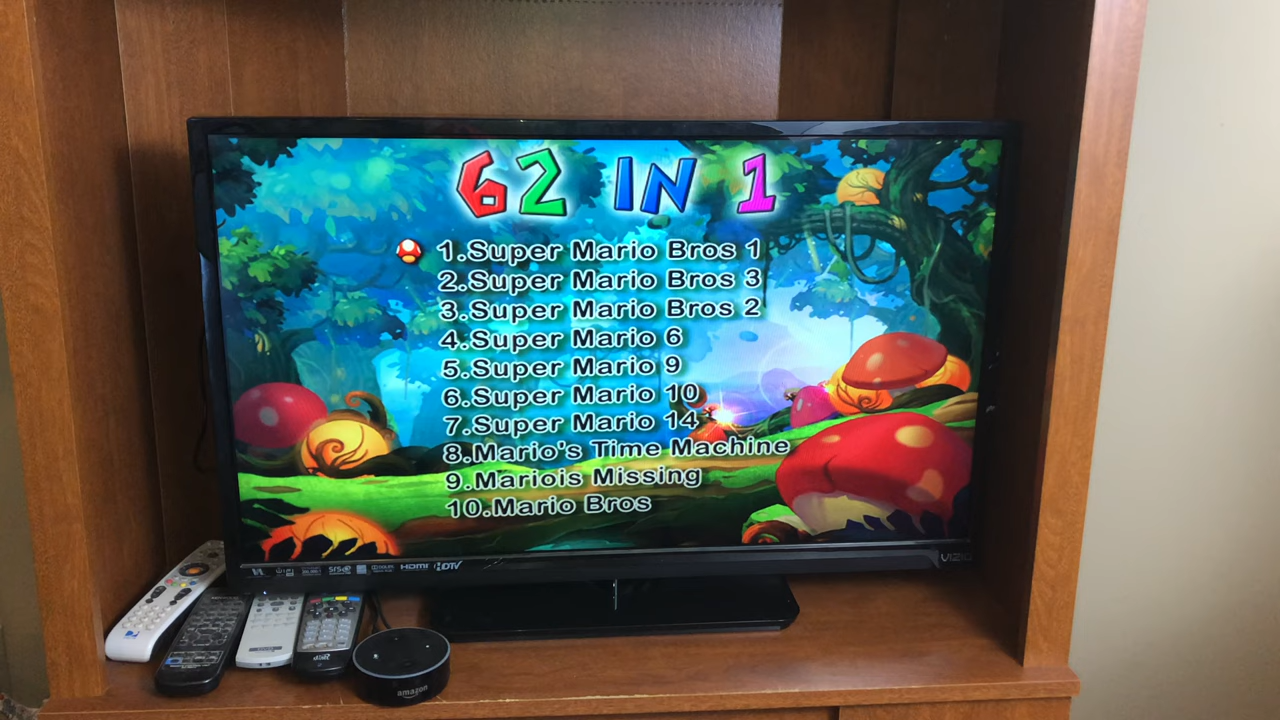 62 IN 1
1.Super Mario Bros 1
2.Super Mario Bros 3
3.Super Mario Bros 2
4.Super Mario 6
5.Super Mario 9
6.Super Mario 10
7.Super Mario 14
8.Mario's Time Machine
9.Mariois Missing
10.Mario Bros
HDMI HDTV
VIZIO
amazon